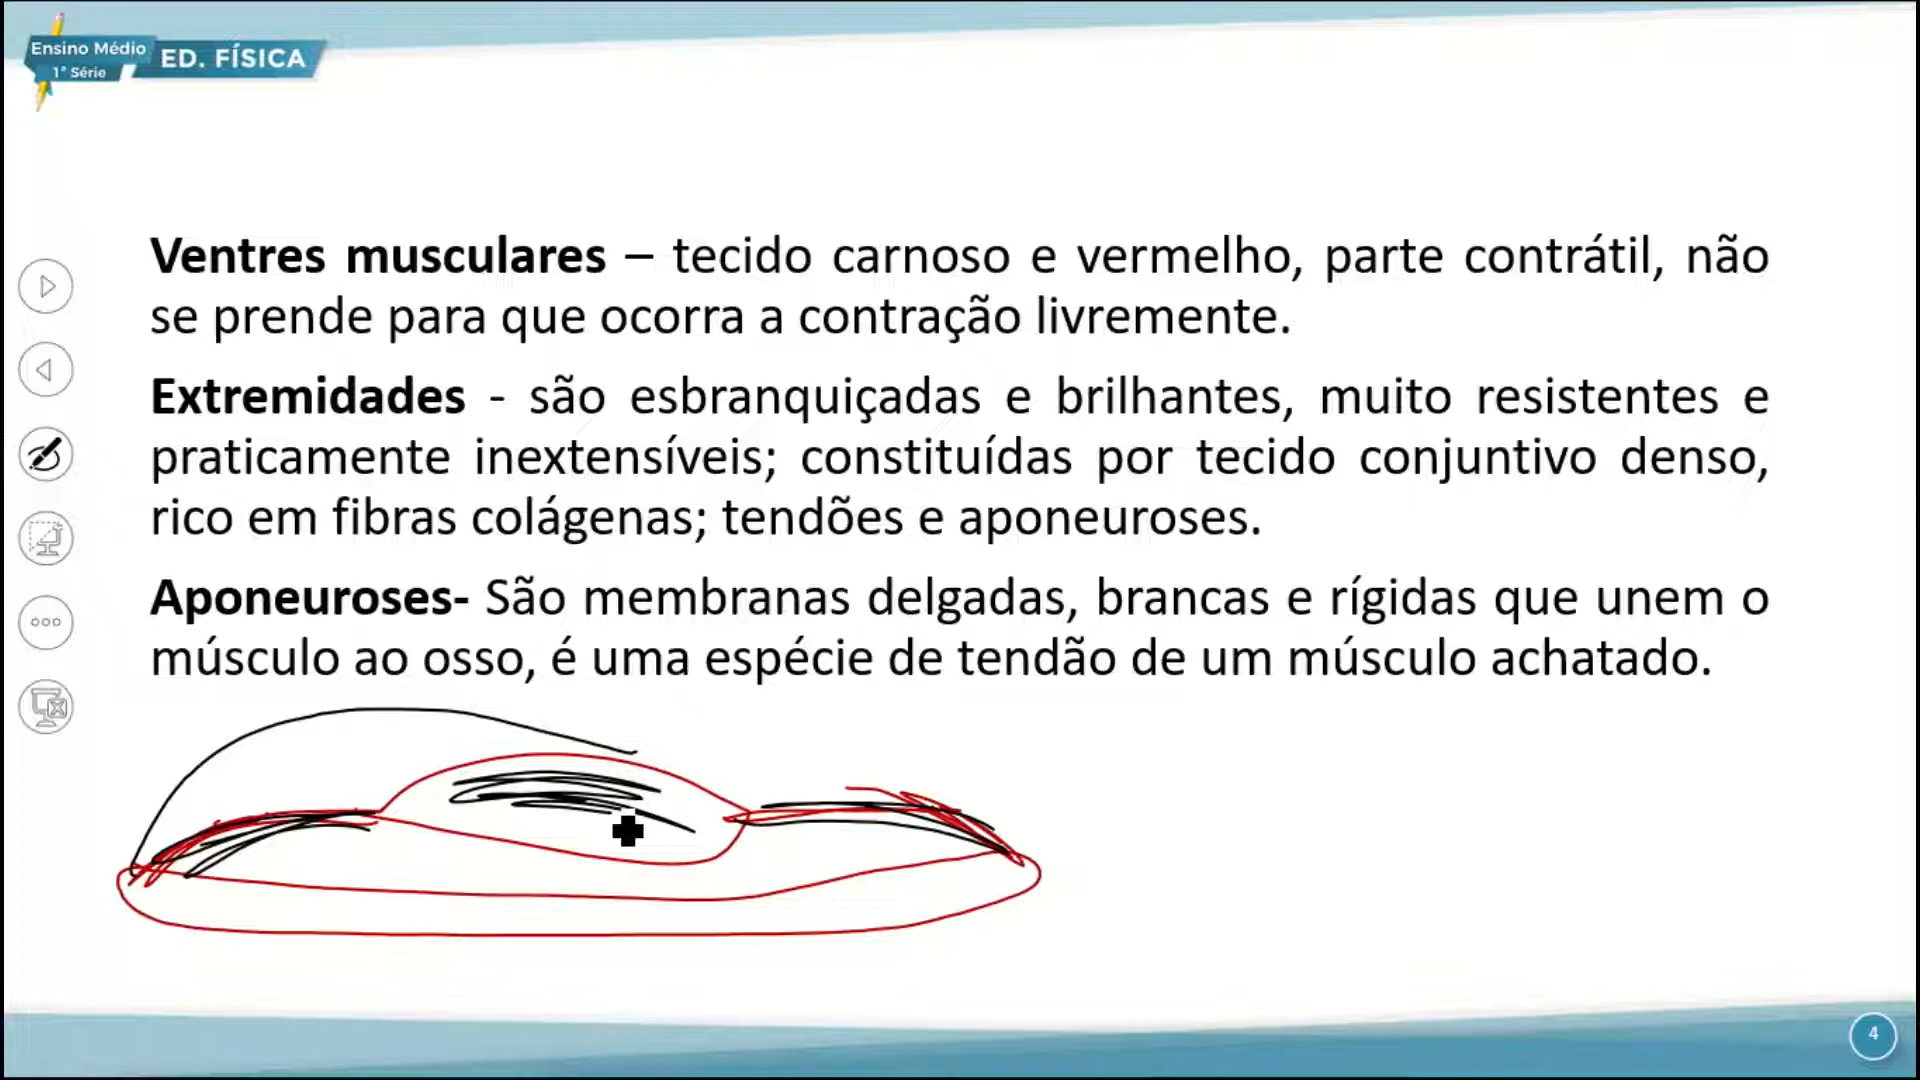 Ensino Médio
1ª Série
ED. FÍSICA
Ventres musculares – tecido carnoso e vermelho, parte contrátil, não
se prende para que ocorra a contração livremente.
Extremidades - são esbranquiçadas e brilhantes, muito resistentes e
praticamente inextensíveis; constituídas por tecido conjuntivo denso,
rico em fibras colágenas; tendões e aponeuroses.
Aponeuroses- São membranas delgadas, brancas e rígidas que unem o
músculo ao osso, é uma espécie de tendão de um músculo achatado.
4